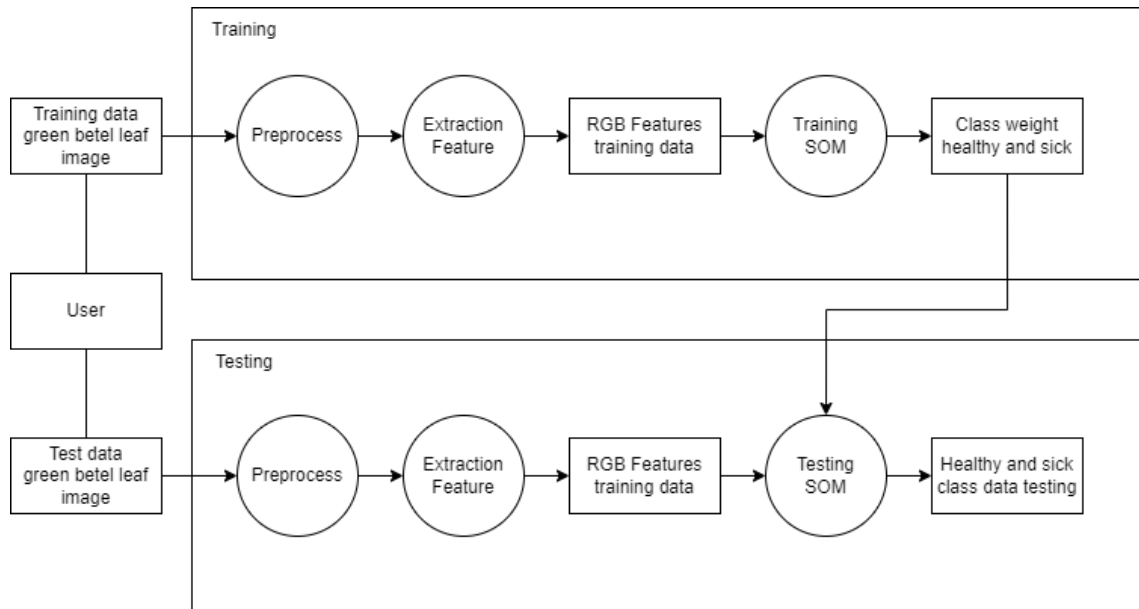 Training
Training data
green betel leaf
image
Preprocess
Extraction
Feature
RGB Features
training data
Training
SOM
Class weight
healthy and sick
User
Testing
Test data
green betel leaf
image
Preprocess
Extraction
Feature
RGB Features
training data
Testing
SOM
Healthy and sick
class data testing